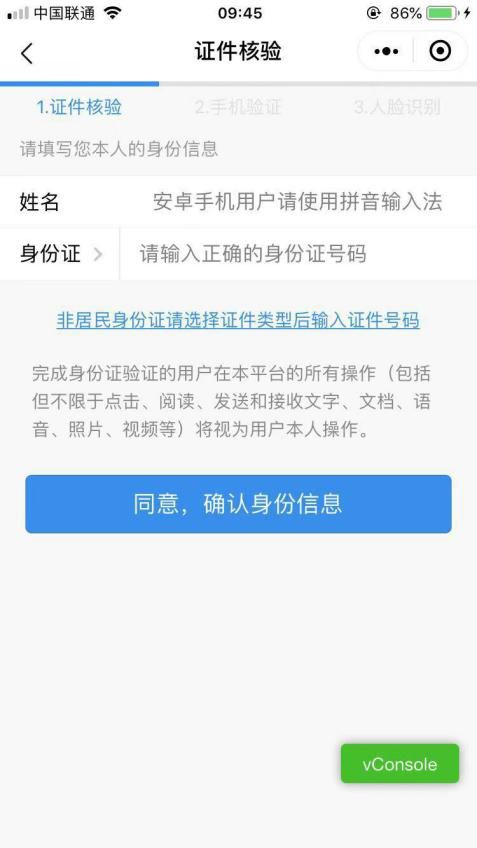 中国联通 09:45 86%
证件核验
1.证件核验 2.手机验证 3.人脸识别
请填写您本人的身份信息
姓名 安卓手机用户请使用拼音输入法
身份证 请输入正确的身份证号码
非居民身份证请选择证件类型后输入证件号码
完成身份证验证的用户在本平台的所有操作（包括
但不限于点击、阅读、发送和接收文字、文档、语
音、照片、视频等）将视为用户本人操作。
同意，确认身份信息
vConsole